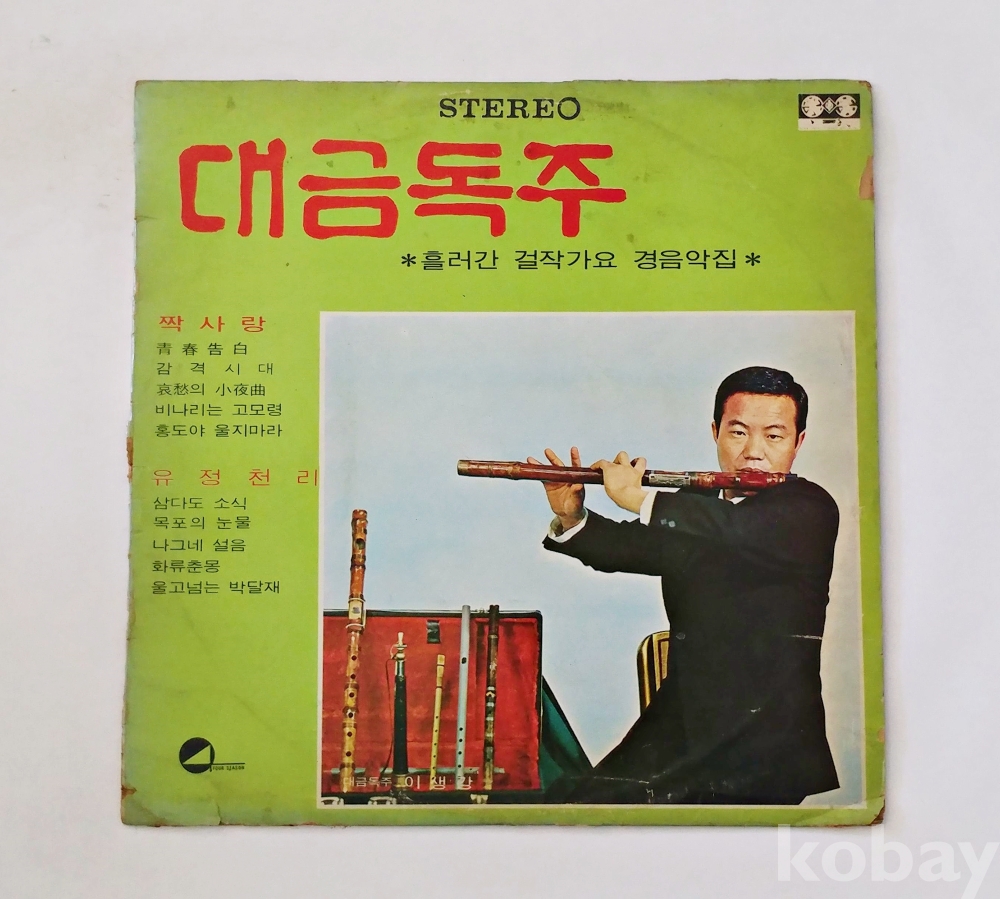 STEREO
대금독주
*흘러간 걸작가요 경음악집*
짝사랑
青春告白
감격시대
哀愁의 小夜曲
비나리는 고모령
홍도야 울지마라
유정천리
삼다도 소식
목포의 눈물
나그네 설음
화류춘몽
울고넘는 박달재
대금독주 이생강
kobay